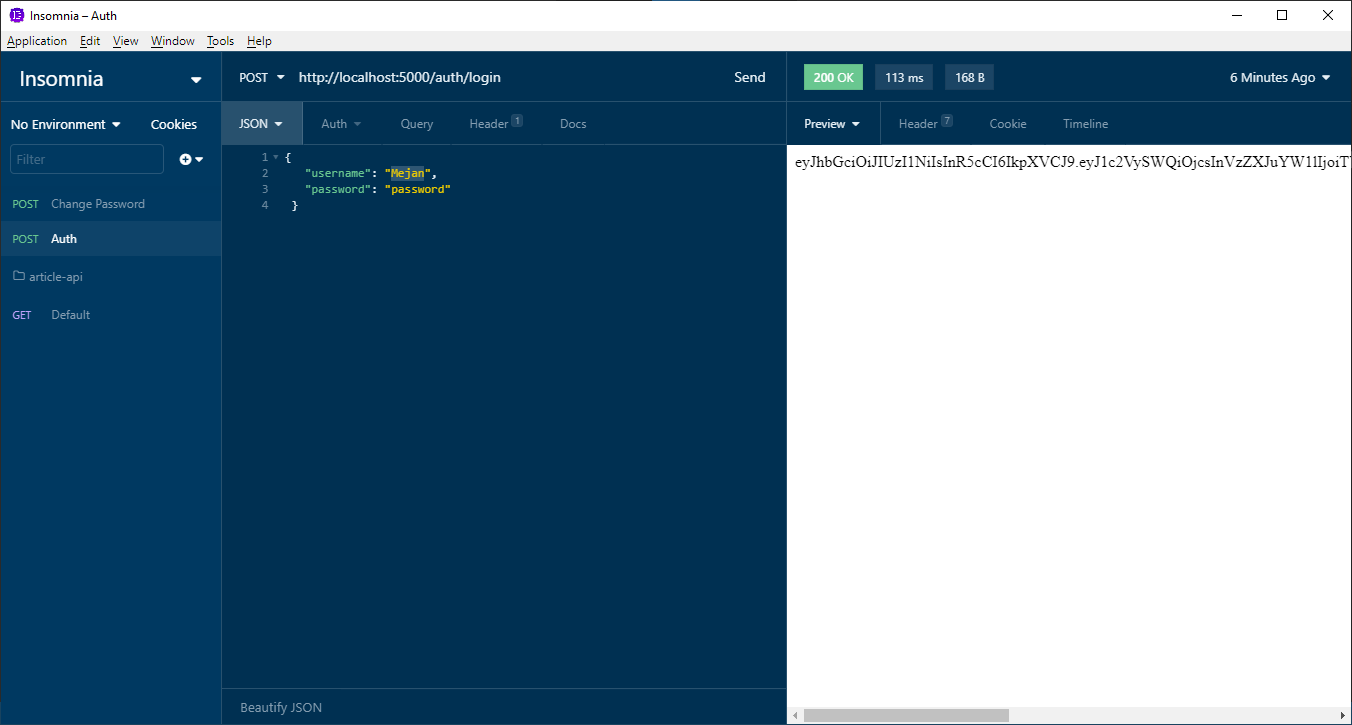 Insomnia – Auth
Application Edit View Window Tools Help
Insomnia
POST http://localhost:5000/auth/login Send
200 OK 113 ms 168 B 6 Minutes Ago
No Environment Cookies
JSON Auth Query Header 1 Docs
Preview Header 7 Cookie Timeline
Filter
POST Change Password
POST Auth
article-api
GET Default
1 {
2 "username": "Mejan",
3 "password": "password"
4 }
eyJhbGciOiJIUzI1NiIsInR5cCI6IkpXVCJ9.eyJ1c2VySWQiOjcsInVzZXJuYW1lIjoiT
Beautify JSON